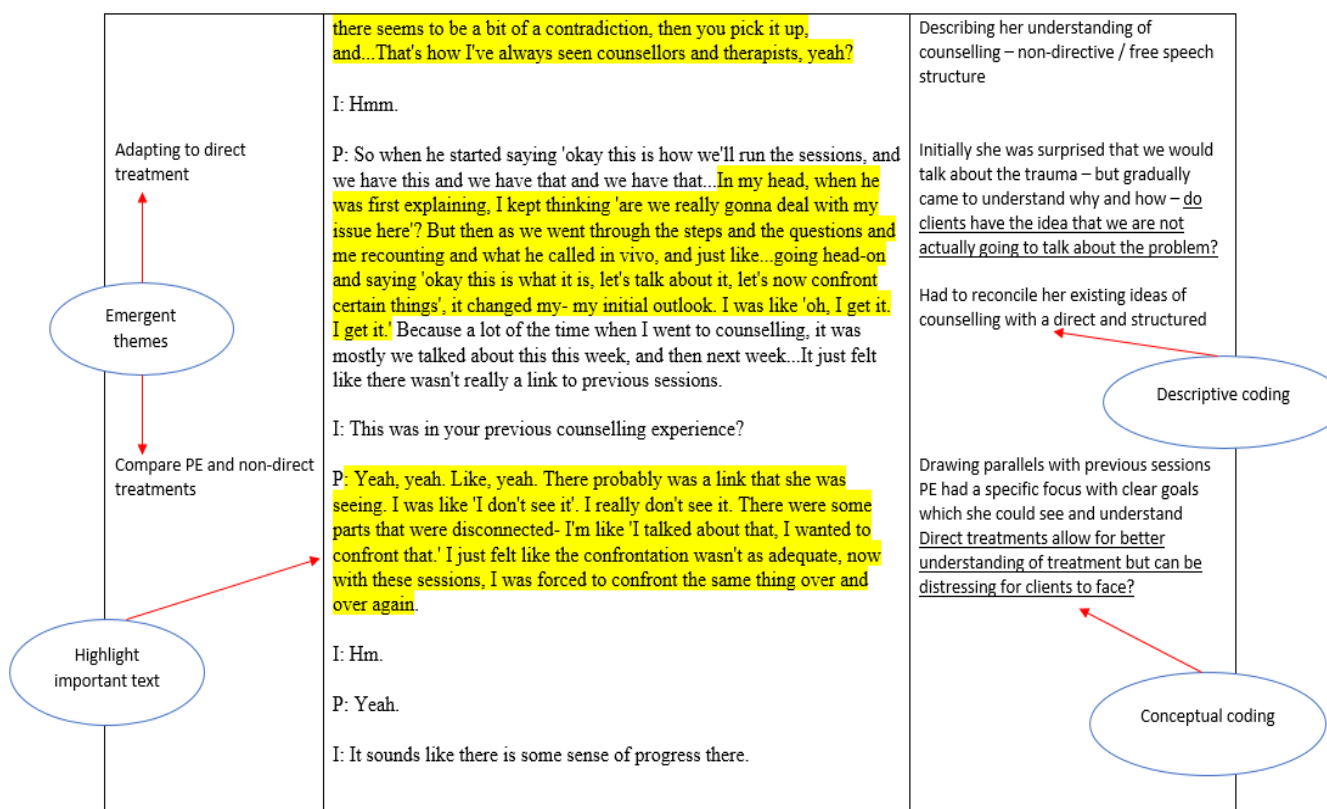 Adapting to direct
treatment
Emergent
themes
Compare PE and non-direct
treatments
Highlight
important text
there seems to be a bit of a contradiction, then you pick it up,
and...That's how I've always seen counsellors and therapists, yeah?
I: Hmm.
P: So when he started saying 'okay this is how we'll run the sessions, and
we have this and we have that and we have that...In my head, when he
was first explaining, I kept thinking 'are we really gonna deal with my
issue here'? But then as we went through the steps and the questions and
me recounting and what he called in vivo, and just like...going head-on
and saying 'okay this is what it is, let's talk about it, let's now confront
certain things', it changed my- my initial outlook. I was like 'oh, I get it.
I get it.' Because a lot of the time when I went to counselling, it was
mostly we talked about this this week, and then next week...It just felt
like there wasn't really a link to previous sessions.
I: This was in your previous counselling experience?
P: Yeah, yeah. Like, yeah. There probably was a link that she was
seeing. I was like 'I don't see it'. I really don't see it. There were some
parts that were disconnected- I'm like 'I talked about that, I wanted to
confront that.' I just felt like the confrontation wasn't as adequate, now
with these sessions, I was forced to confront the same thing over and
over again.
I: Hm.
P: Yeah.
I: It sounds like there is some sense of progress there.
Describing her understanding of
counselling – non-directive / free speech
structure
Initially she was surprised that we would
talk about the trauma – but gradually
came to understand why and how – do
clients have the idea that we are not
actually going to talk about the problem?
Had to reconcile her existing ideas of
counselling with a direct and structured
Descriptive coding
Drawing parallels with previous sessions
PE had a specific focus with clear goals
which she could see and understand
Direct treatments allow for better
understanding of treatment but can be
distressing for clients to face?
Conceptual coding